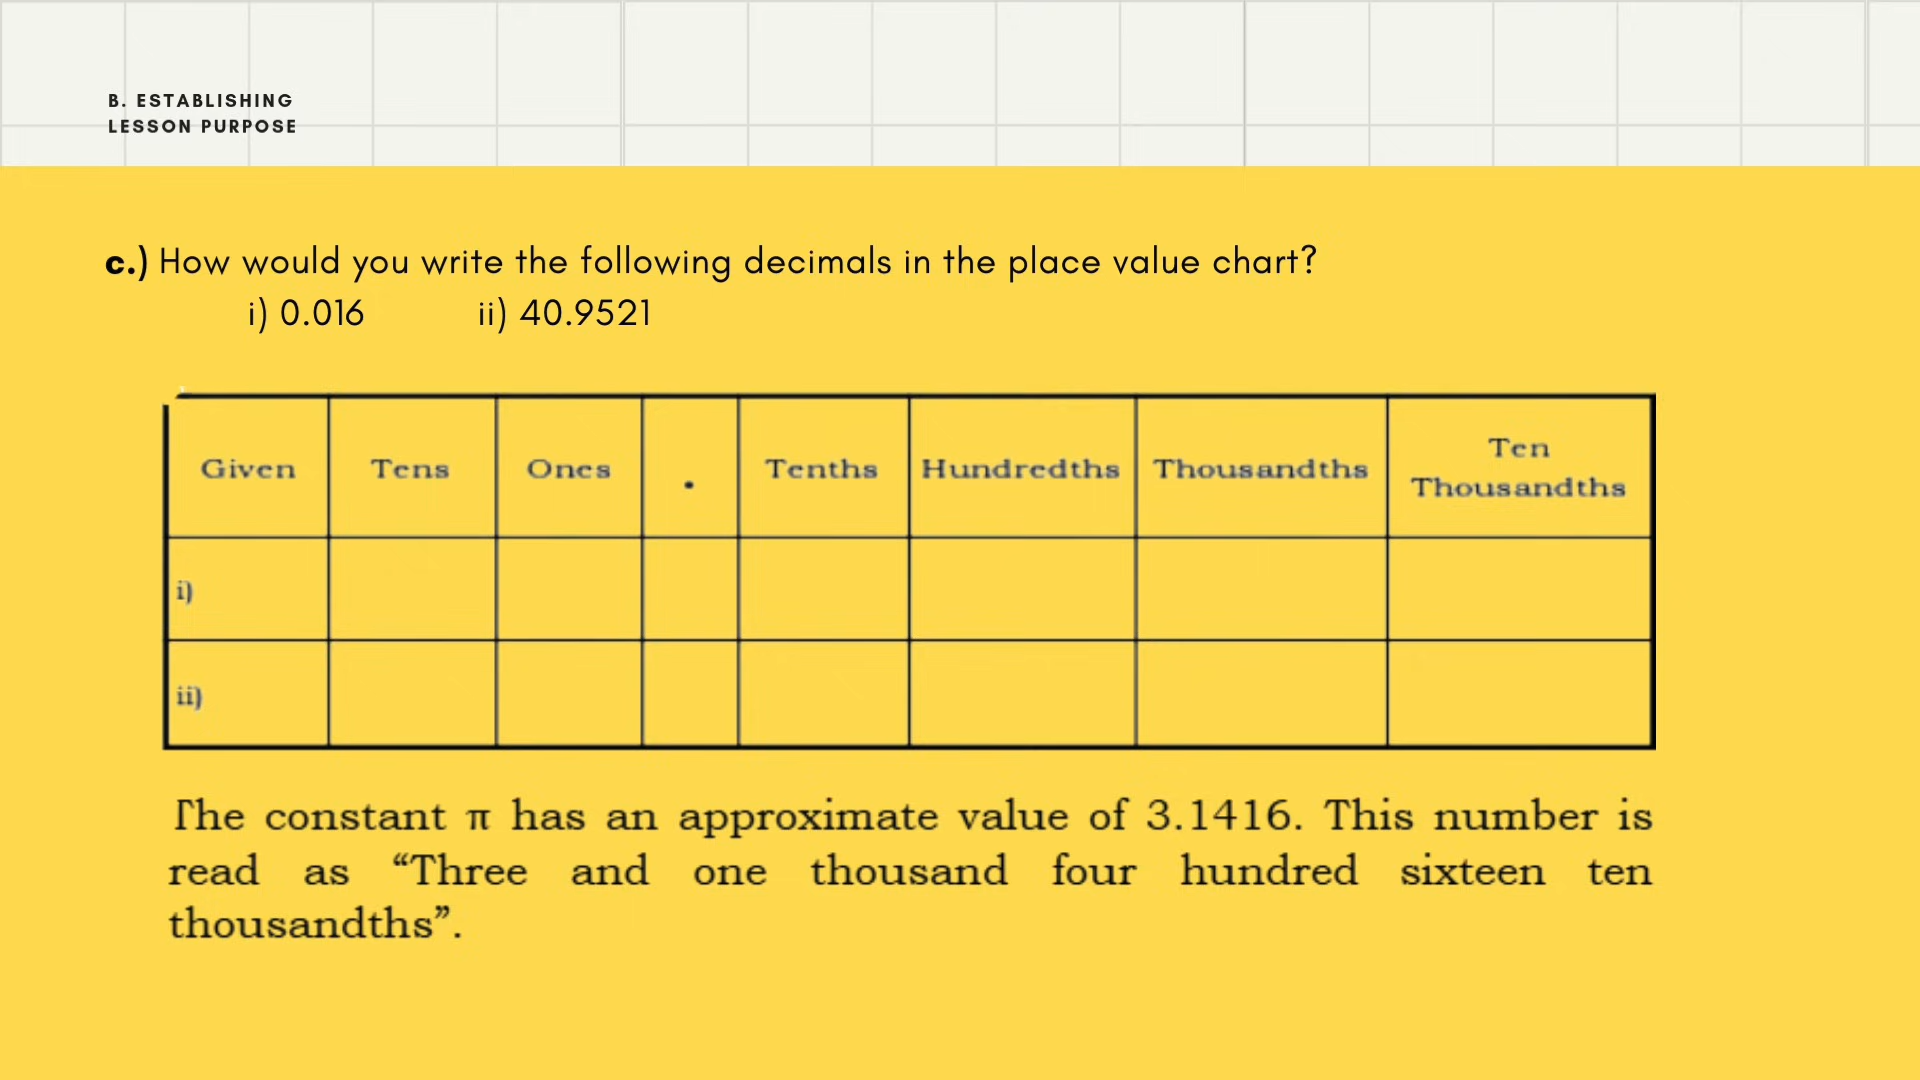 B. ESTABLISHING
LESSON PURPOSE
c.) How would you write the following decimals in the place value chart?
i) 0.016 ii) 40.9521
Given Tens Ones . Tenths Hundredths Thousandths Ten Thousandths
i)
ii)
The constant π has an approximate value of 3.1416. This number is
read as “Three and one thousand four hundred sixteen ten
thousandths”.